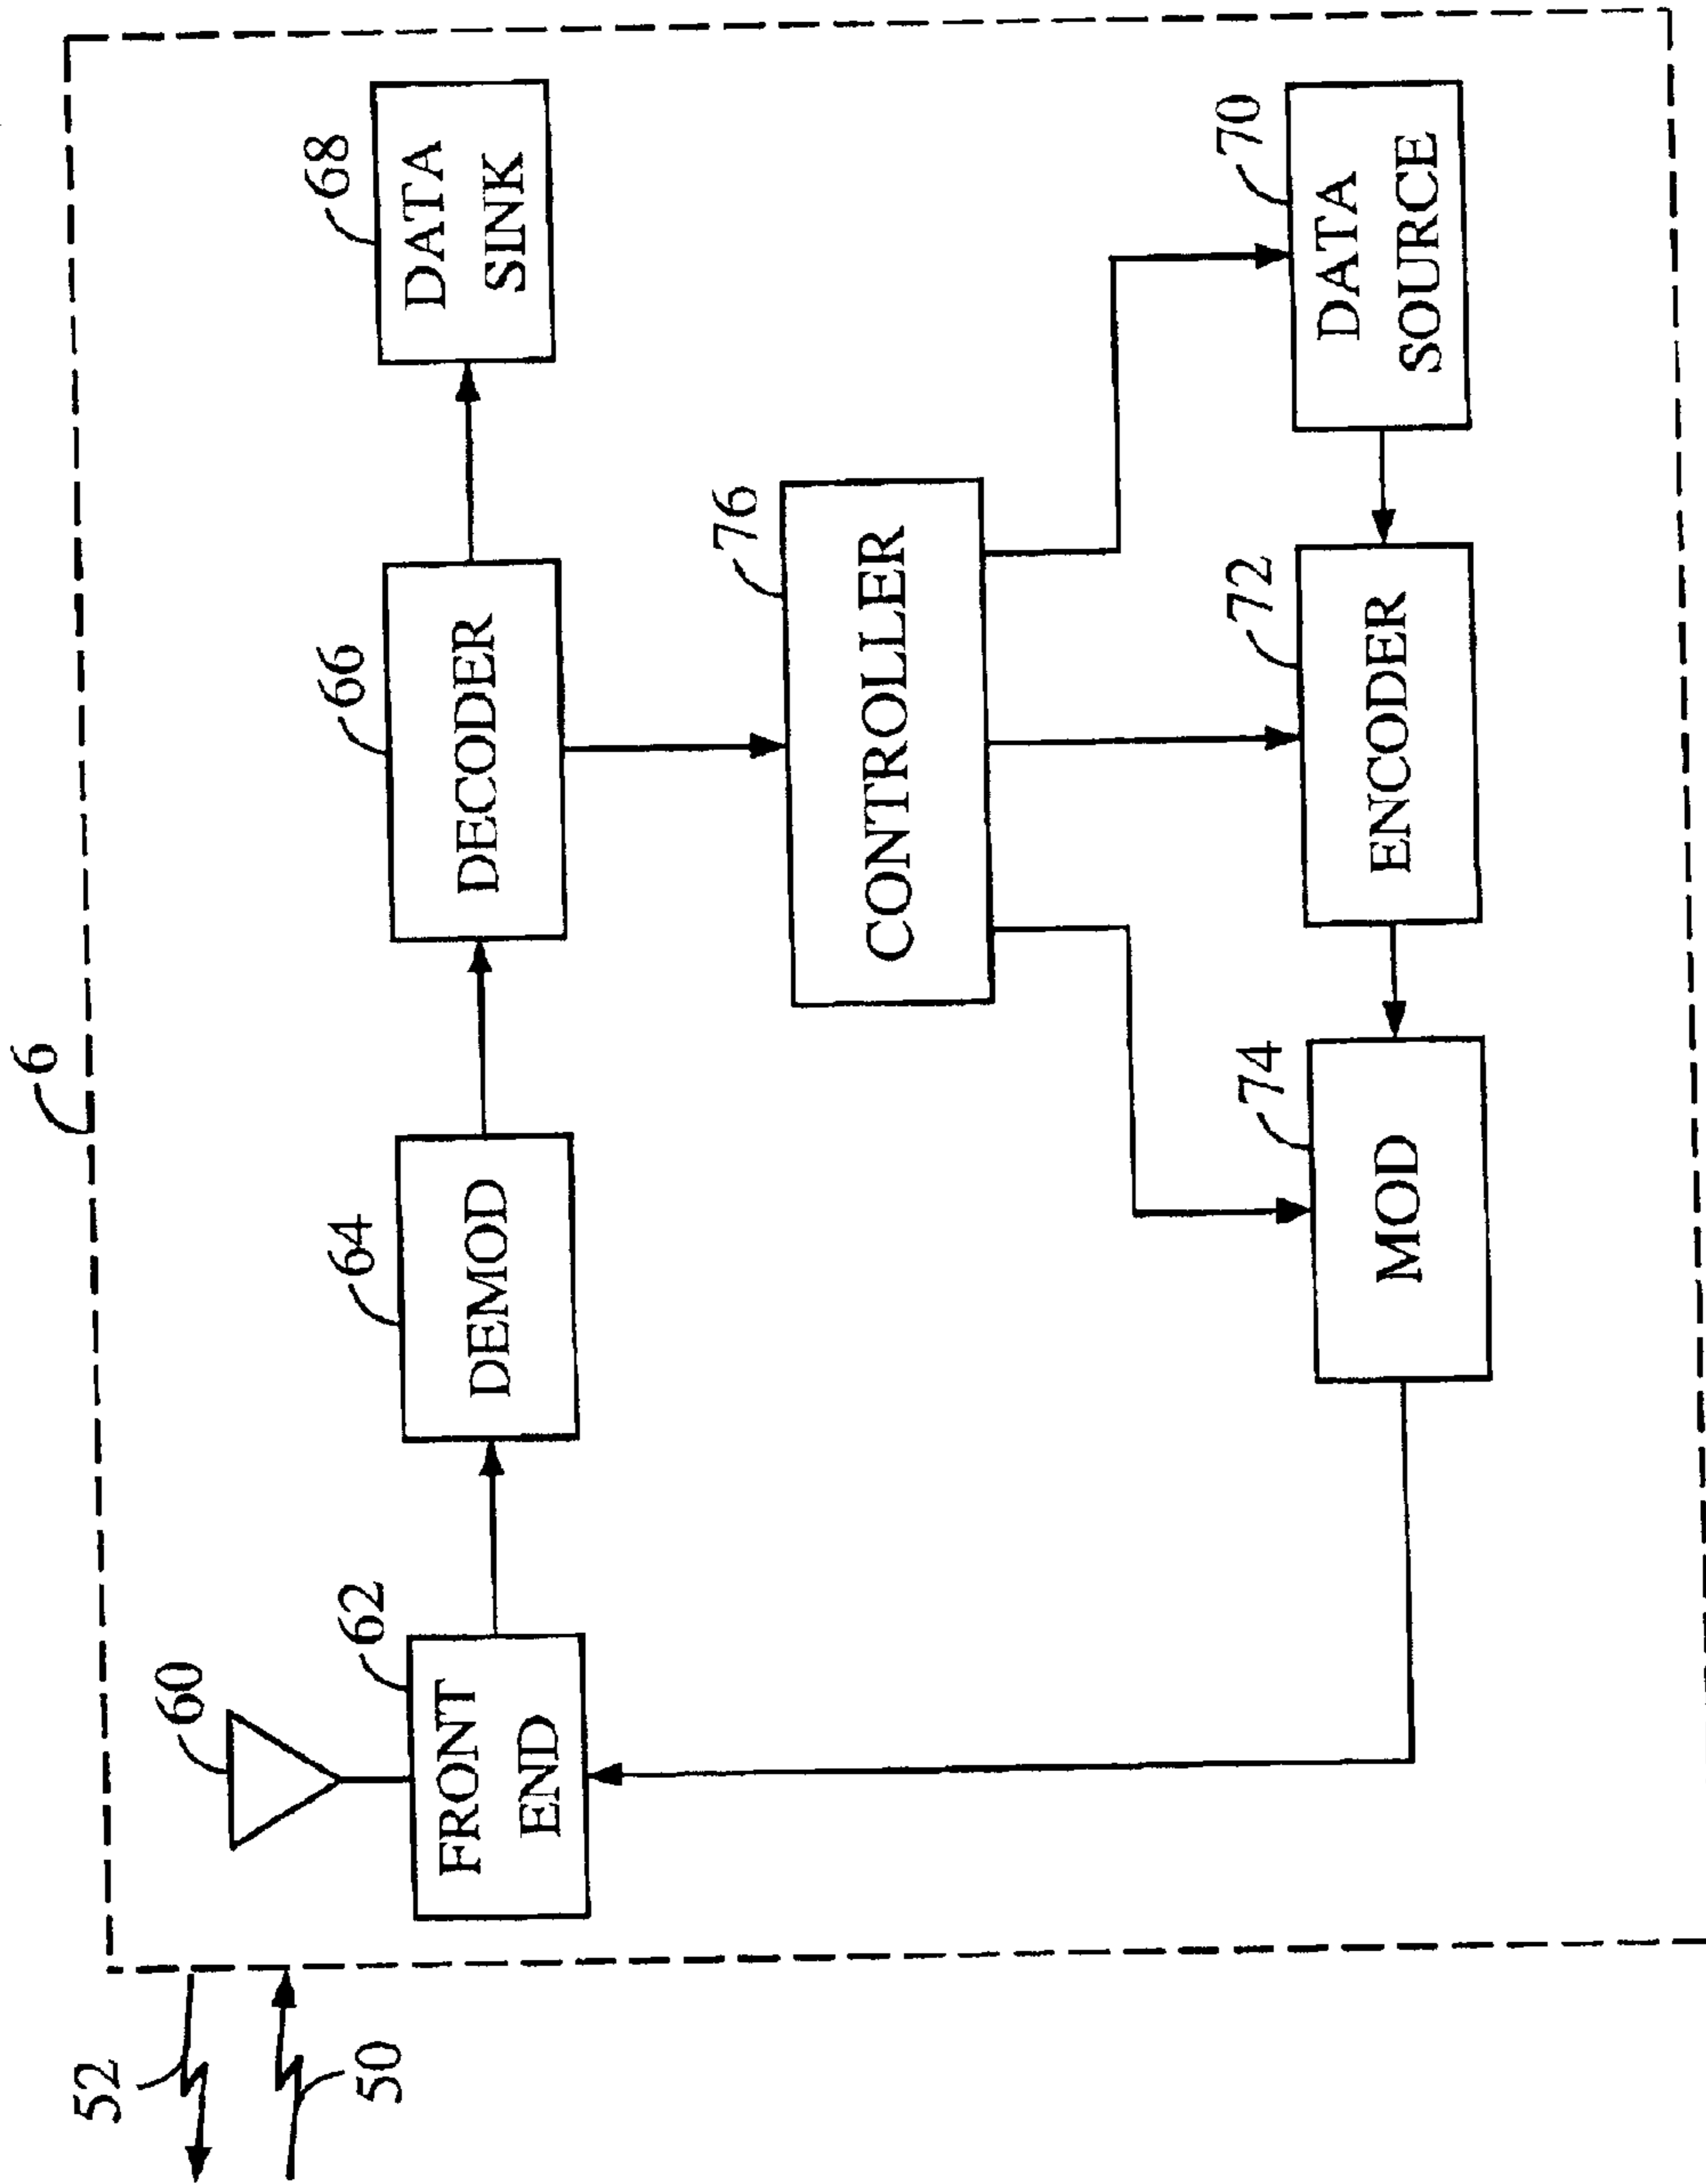 6
52
50
60
62
FRONT
END
64
DEMOD
66
DECODER
68
DATA
SINK
76
CONTROLLER
74
MOD
72
ENCODER
70
DATA
SOURCE